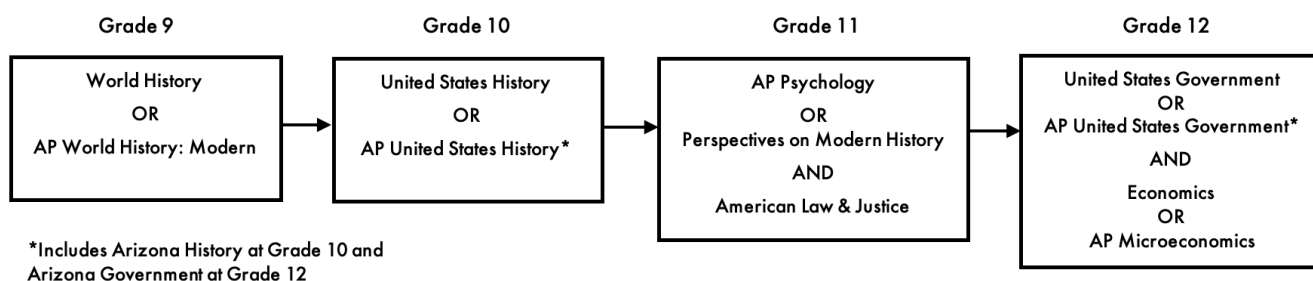 Grade 9
World History
OR
AP World History: Modern
Grade 10
United States History
OR
AP United States History*
Grade 11
AP Psychology
OR
Perspectives on Modern History
AND
American Law & Justice
Grade 12
United States Government
OR
AP United States Government*
AND
Economics
OR
AP Microeconomics
*Includes Arizona History at Grade 10 and
Arizona Government at Grade 12